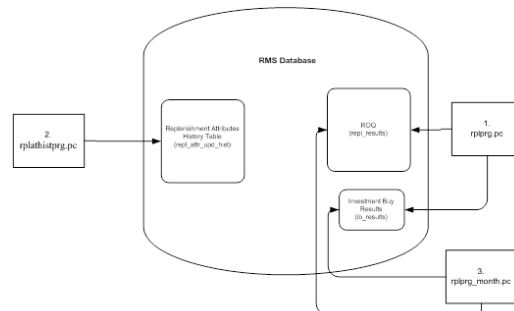 RMS Database
2.
rplathistprg.pc
Replenishment Attributes
History Table
(repl_attr_upd_hist)
ROQ
(repl_results)
1.
rplprg.pc
Investment Buy
Results
(ib_results)
3.
rplprg_month.pc